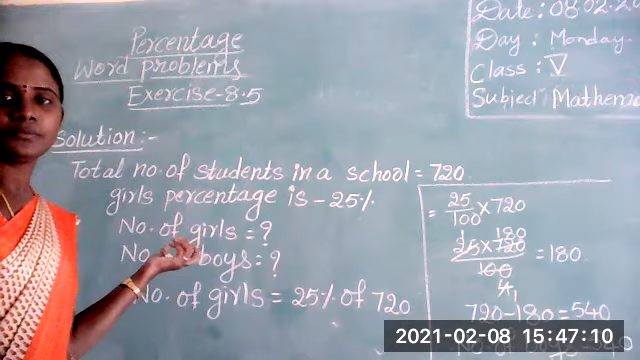 Percentage
Word problems
Exercise-8.5
Date: 08.02.20
Day: Monday.
Class: V
Subject: Mathema
Solution:-
Total no. of students in a school = 720
girls percentage is - 25%
No. of girls = ?
No. boys = ?
No. of girls = 25% of 720
= 25/100 × 720
1 180
25 × 720 / 100 = 180
4 1
720 - 180 = 540
2021-02-08 15:47:10